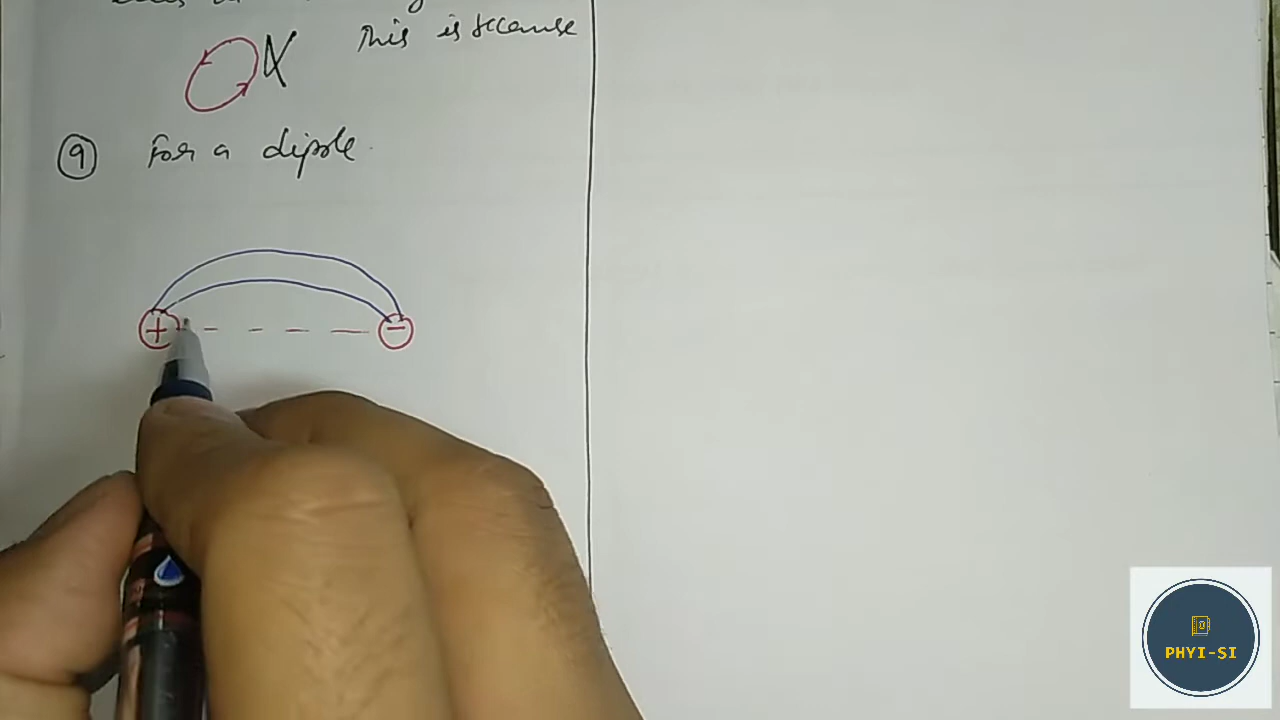 This is because
9 For a dipole.
+
-
PHYI-SI